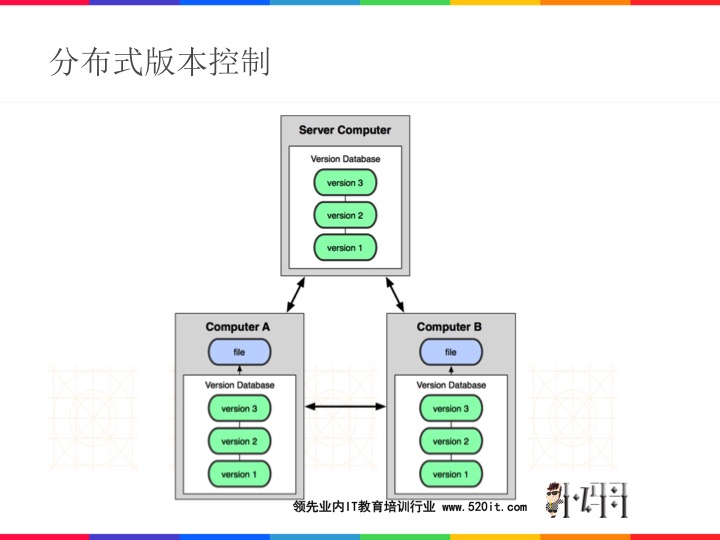 分布式版本控制
Server Computer
Version Database
version 3
version 2
version 1
Computer A
file
Version Database
version 3
version 2
version 1
Computer B
file
Version Database
version 3
version 2
version 1
领先业内IT教育培训行业 www.520it.com
小码哥